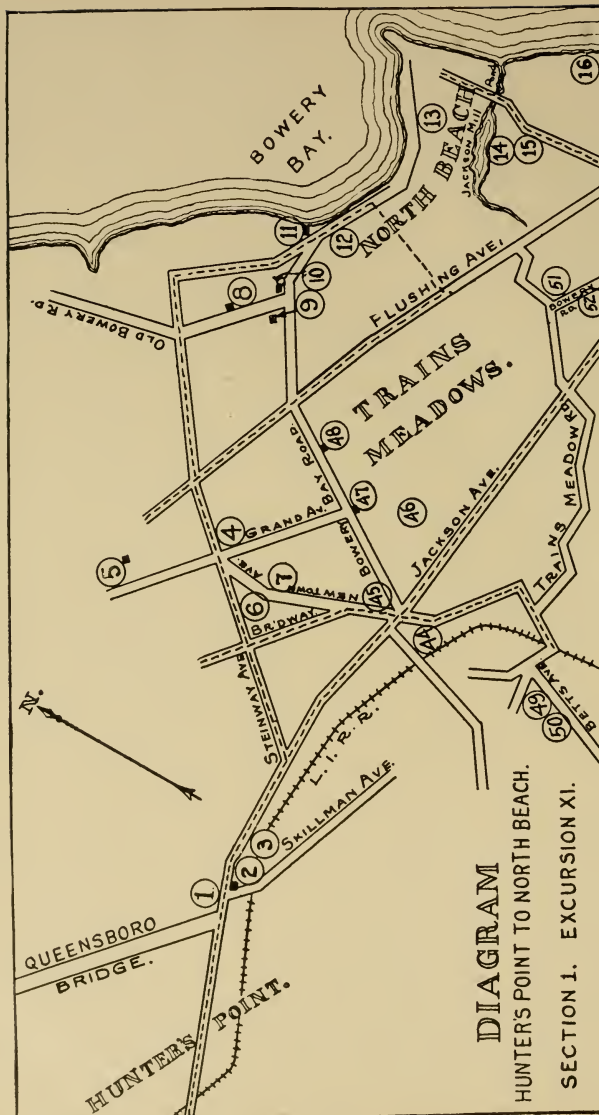 N.
BOWERY
BAY.
OLD BOWERY RD.
QUEENSBORO
BRIDGE.
HUNTER'S POINT.
STEINWAY AVE.
BR'DWAY
NEWTOWN
AVE.
GRAND AV.
BOWERY BAY ROAD
FLUSHING AVE,
NORTH BEACH
JACKSON MILL
Pond
TRAINS
MEADOWS.
JACKSON AVE.
TRAINS MEADOW RD.
BOWERY
RD.
L. I. R. R.
SKILLMAN AVE.
BETTS AVE
1
2
3
4
5
6
7
8
9
10
11
12
13
14
15
16
44
45
46
47
48
49
50
51
52
DIAGRAM
HUNTER'S POINT TO NORTH BEACH.
SECTION 1. EXCURSION XI.